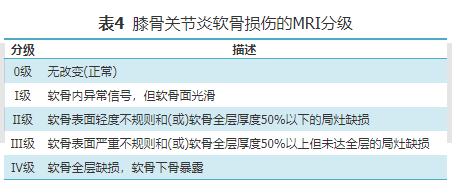 表4 膝骨关节炎软骨损伤的MRI分级
分级 描述
0级 无改变(正常)
I级 软骨内异常信号，但软骨面光滑
II级 软骨表面轻度不规则和(或)软骨全层厚度50%以下的局灶缺损
III级 软骨表面严重不规则和(或)软骨全层厚度50%以上但未达全层的局灶缺损
IV级 软骨全层缺损，软骨下骨暴露